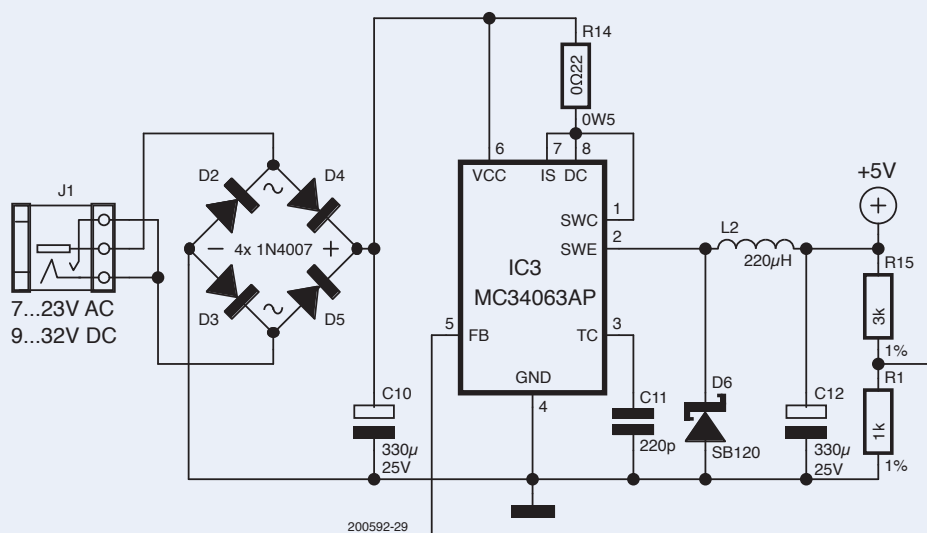 R14
0Ω22
0W5
6
7
8
VCC
IS
DC
+5V
D2
D4
J1
SWC
1
~
L2
− 4x 1N4007 +
SWE
2
220µH
R15
IC3
MC34063AP
3k
7...23V AC
~
D3
D5
5
FB
TC
3
9...32V DC
1%
GND
D6
R1
C10
4
C11
C12
1k
330µ
25V
220p
SB120
330µ
25V
1%
200592-29